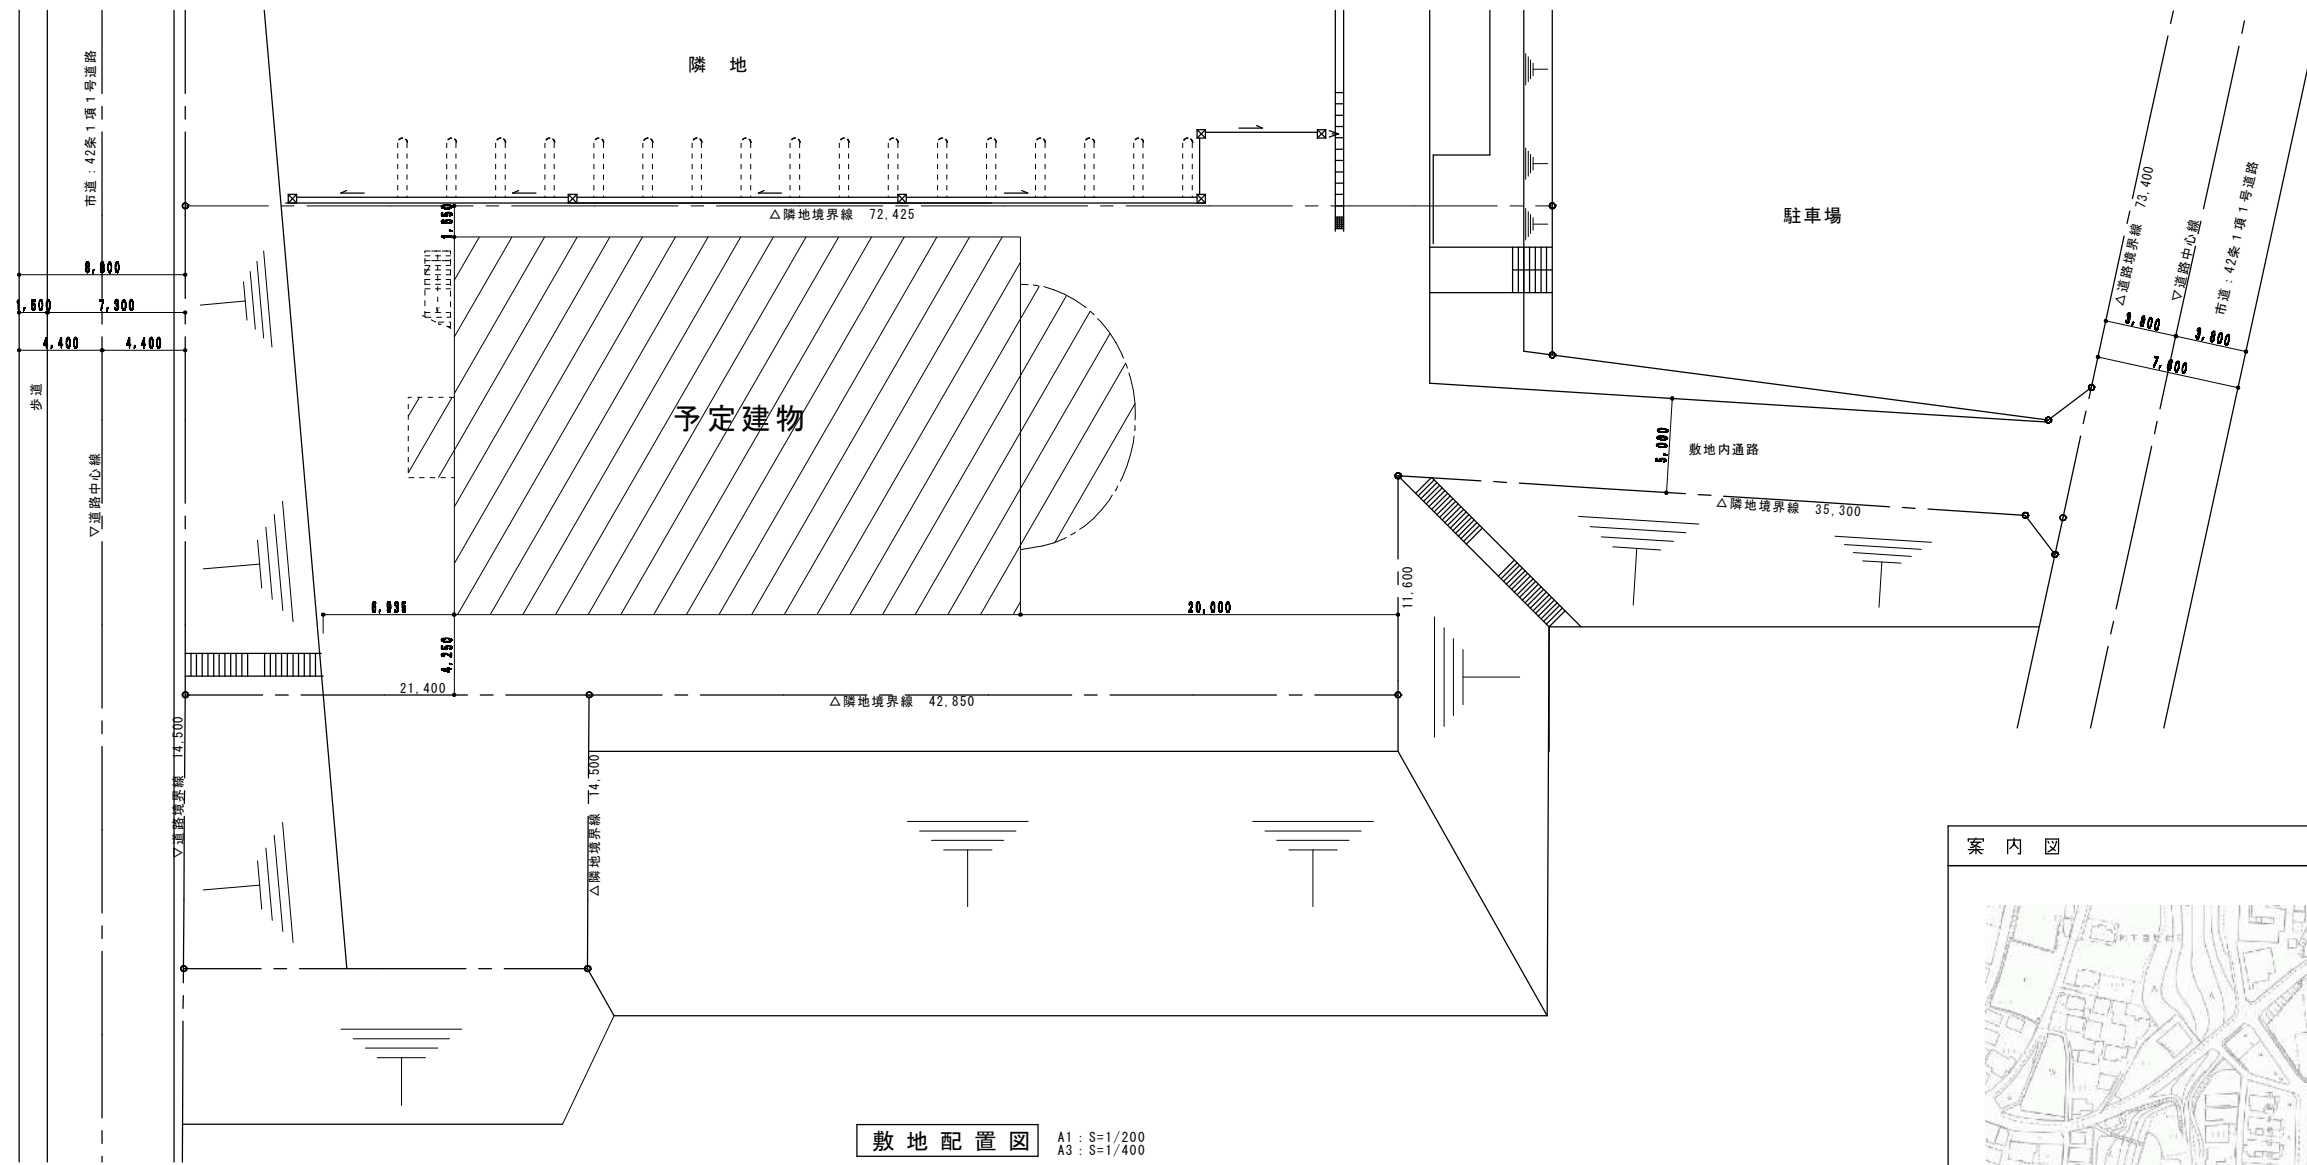 隣　地
市道：42条1項1号道路
△隣地境界線　72,425
1,650
駐車場
△道路境界線　73,400
▽道路中心線
市道：42条1項1号道路
8,800
1,500
7,300
4,400
4,400
歩道
▽道路中心線
予定建物
3,800
3,800
7,600
5,000
敷地内通路
△隣地境界線　35,300
11,600
6,935
20,000
4,250
21,400
△隣地境界線　42,850
▽道路境界線　14,500
△隣地境界線　14,500
案　内　図
敷地配置図
A1：S=1/200
A3：S=1/400